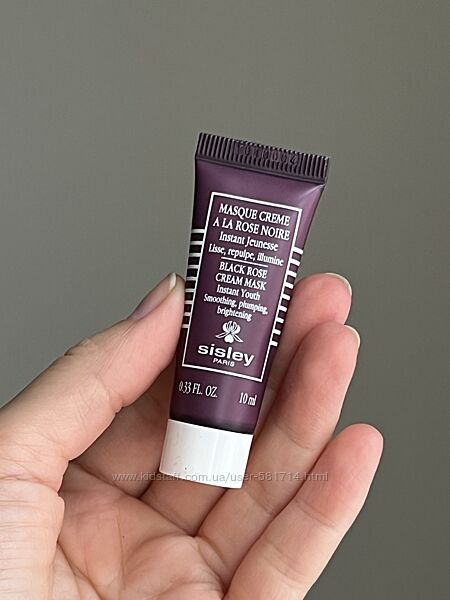 MASQUE CREME
A LA ROSE NOIRE
Instant Jeunesse
Lisse, repulpe, illumine
BLACK ROSE
CREAM MASK
Instant Youth
Smoothing, plumping,
brightening
sisley
PARIS
0.33 FL. OZ. 10 ml
www.kidstaff.com.ua/user-581714.html